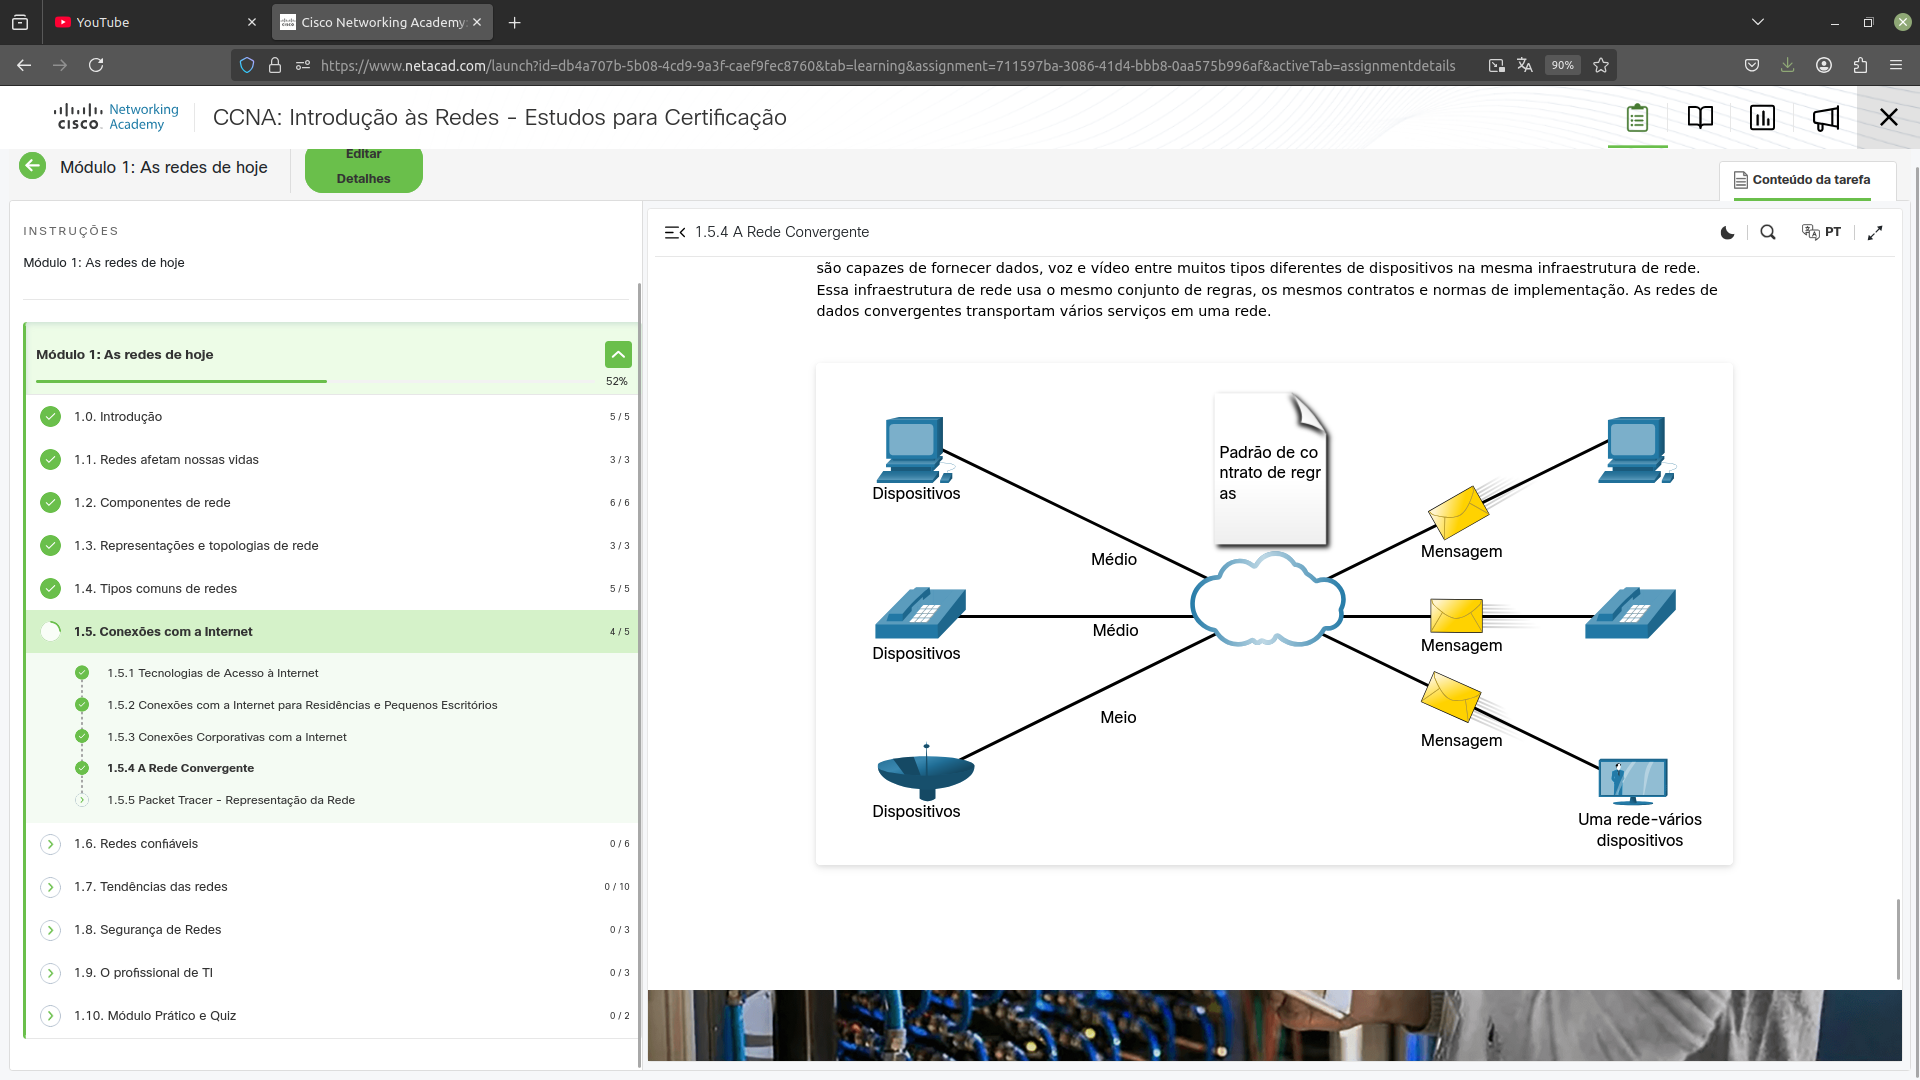 YouTube
Cisco Networking Academy:
https://www.netacad.com/launch?id=db4a707b-5b08-4cd9-9a3f-caef9fec8760&tab=learning&assignment=711597ba-3086-41d4-bbb8-0aa575b996af&activeTab=assignmentdetails
90%
CISCO
Networking
Academy
CCNA: Introdução às Redes - Estudos para Certificação
Módulo 1: As redes de hoje
Editar
Detalhes
Conteúdo da tarefa
INSTRUÇÕES
Módulo 1: As redes de hoje
Módulo 1: As redes de hoje
52%
1.0. Introdução 5 / 5
1.1. Redes afetam nossas vidas 3 / 3
1.2. Componentes de rede 6 / 6
1.3. Representações e topologias de rede 3 / 3
1.4. Tipos comuns de redes 5 / 5
1.5. Conexões com a Internet 4 / 5
1.5.1 Tecnologias de Acesso à Internet
1.5.2 Conexões com a Internet para Residências e Pequenos Escritórios
1.5.3 Conexões Corporativas com a Internet
1.5.4 A Rede Convergente
1.5.5 Packet Tracer - Representação da Rede
1.6. Redes confiáveis 0 / 6
1.7. Tendências das redes 0 / 10
1.8. Segurança de Redes 0 / 3
1.9. O profissional de TI 0 / 3
1.10. Módulo Prático e Quiz 0 / 2
1.5.4 A Rede Convergente
PT
são capazes de fornecer dados, voz e vídeo entre muitos tipos diferentes de dispositivos na mesma infraestrutura de rede.
Essa infraestrutura de rede usa o mesmo conjunto de regras, os mesmos contratos e normas de implementação. As redes de
dados convergentes transportam vários serviços em uma rede.
Padrão de co
ntrato de regr
as
Dispositivos
Médio
Mensagem
Médio
Mensagem
Dispositivos
Meio
Mensagem
Dispositivos
Uma rede-vários
dispositivos